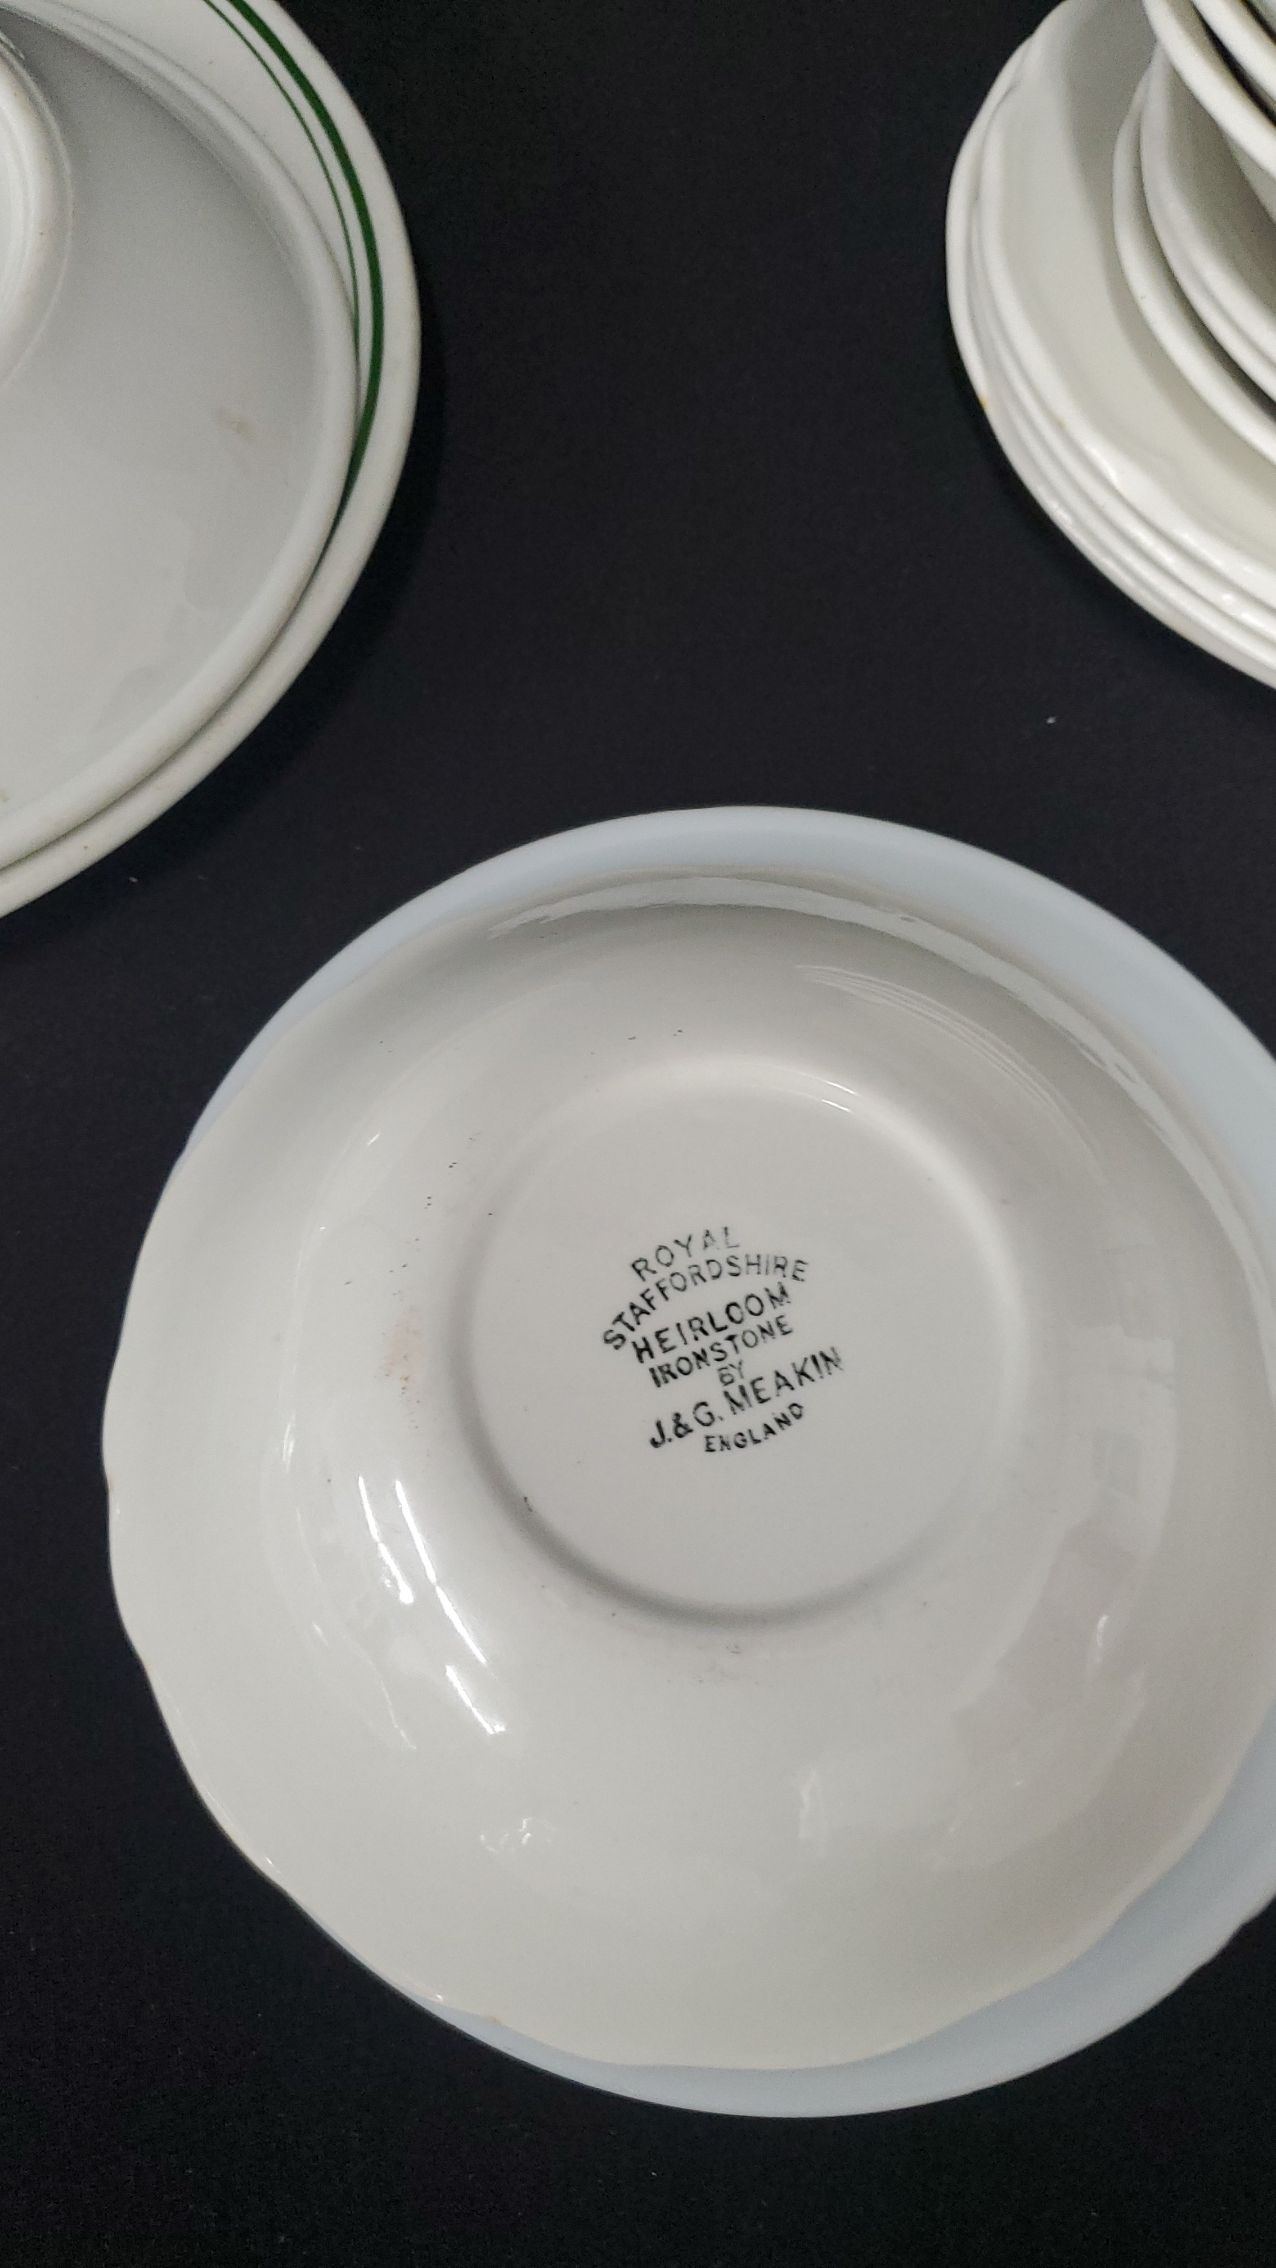 ROYAL
STAFFORDSHIRE
HEIRLOOM
IRONSTONE
BY
J.&G. MEAKIN
ENGLAND